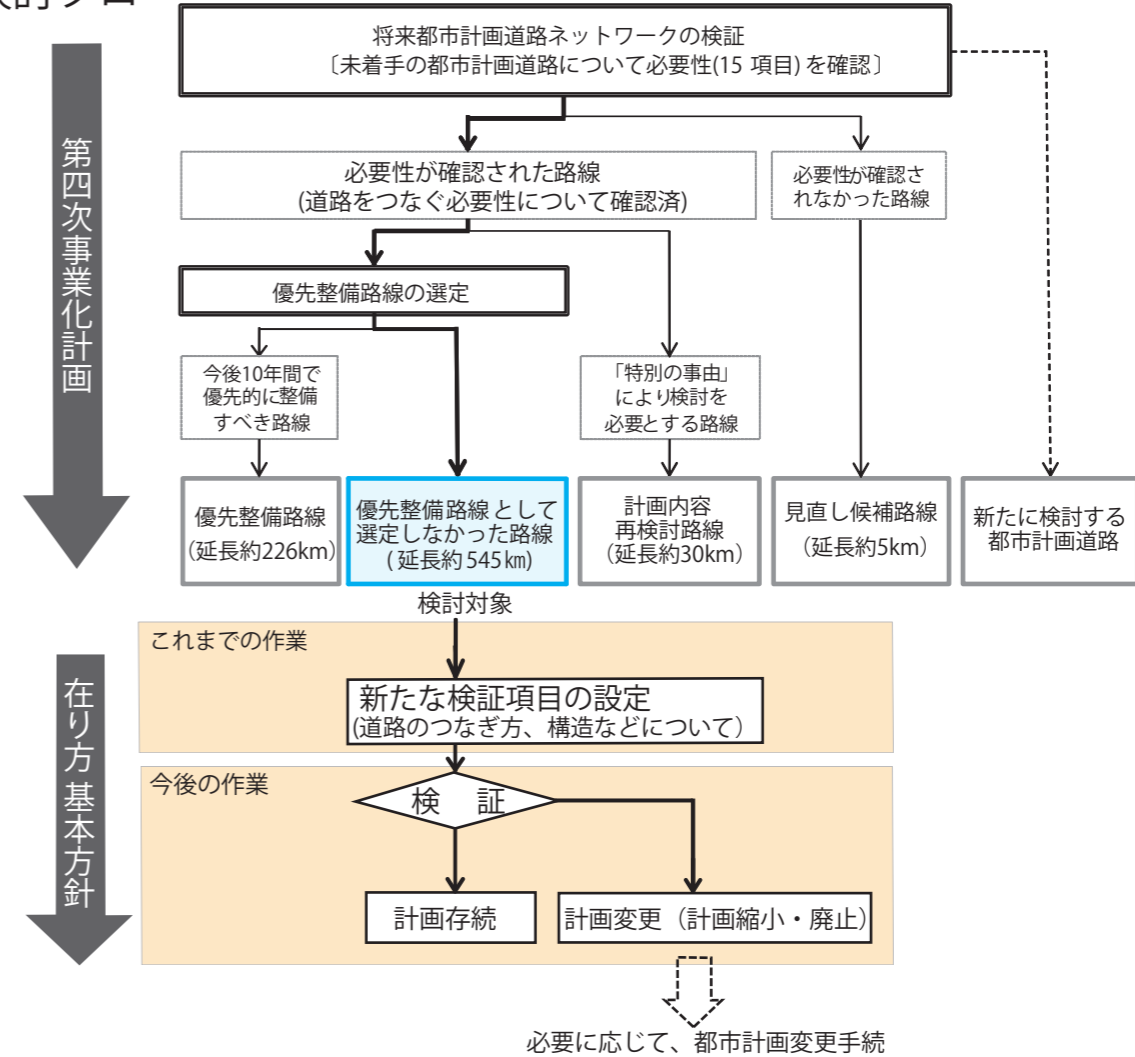 将来都市計画道路ネットワークの検証
〔未着手の都市計画道路について必要性(15 項目) を確認〕
第四次事業化計画
必要性が確認された路線
(道路をつなぐ必要性について確認済)
必要性が確認さ
れなかった路線
優先整備路線の選定
今後10年間で
優先的に整備
すべき路線
「特別の事由」
により検討を
必要とする路線
優先整備路線
（延長約226km）
優先整備路線として
選定しなかった路線
( 延長約 545 ㎞)
計画内容
再検討路線
（延長約30km）
見直し候補路線
（延長約5km）
新たに検討する
都市計画道路
検討対象
在り方 基本方針
これまでの作業
新たな検証項目の設定
(道路のつなぎ方、構造などについて）
今後の作業
検　証
計画存続
計画変更（計画縮小・廃止）
必要に応じて、都市計画変更手続